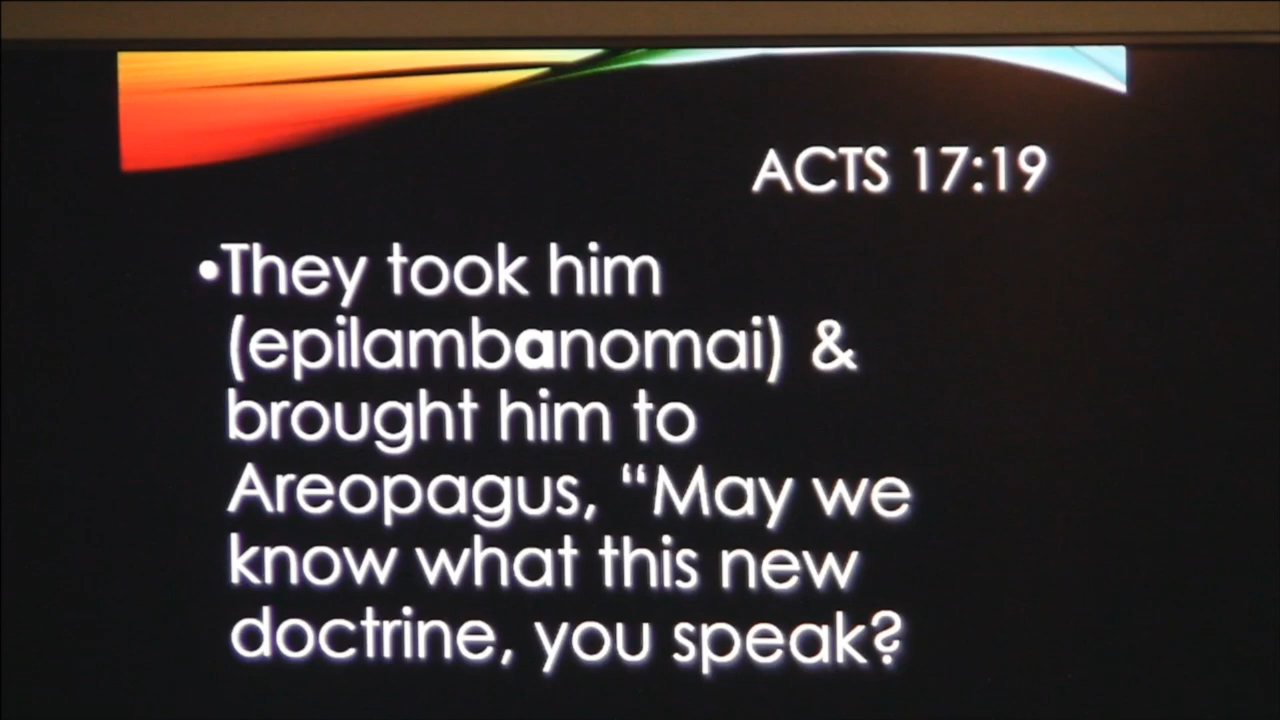 ACTS 17:19
•They took him
(epilambanomai) &
brought him to
Areopagus, “May we
know what this new
doctrine, you speak?